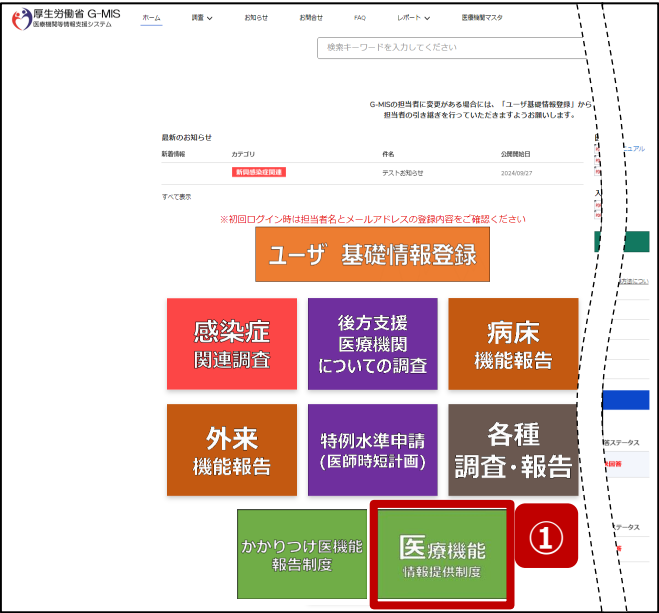 厚生労働省 G-MIS
医療機関等情報支援システム
ホーム 調査 お知らせ お問合せ FAQ レポート 医療機関マスタ
検索キーワードを入力してください
G-MISの担当者に変更がある場合には、「ユーザ基礎情報登録」から
担当者の引き継ぎを行っていただきますようお願いします。
最新のお知らせ
新着情報 カテゴリ 件名 公開開始日
ュアル
新興感染症関連 テストお知らせ 2024/09/27
すべて表示
※初回ログイン時は担当者名とメールアドレスの登録内容をご確認ください
ユーザ 基礎情報登録
感染症
関連調査
後方支援
医療機関
についての調査
病床
機能報告
外来
機能報告
特例水準申請
(医師時短計画)
各種
調査・報告
答ステータス
かかりつけ医機能
報告制度
医療機能
情報提供制度
①
ステータス